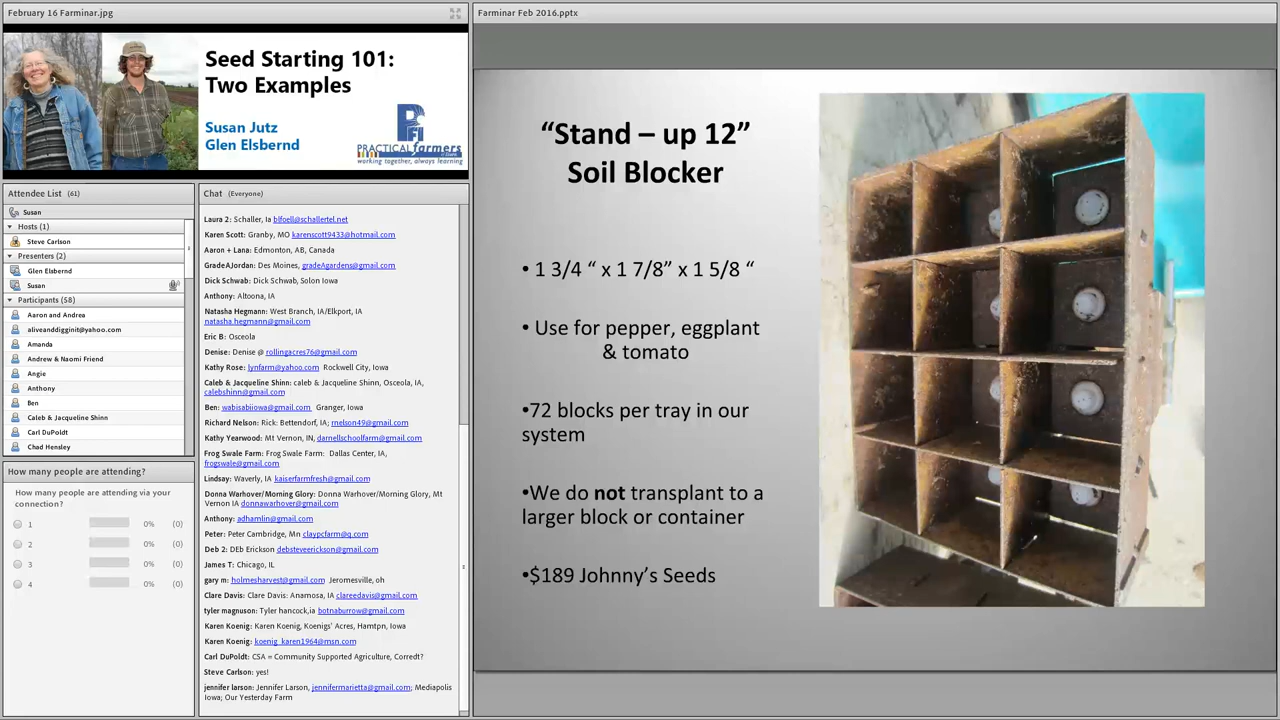 February 16 Farminar.jpg
Seed Starting 101:
Two Examples
Susan Jutz
Glen Elsbernd
PFI
PRACTICAL farmers
working together, always learning
Attendee List (61)
Susan
Hosts (1)
Steve Carlson
Presenters (2)
Glen Elsbernd
Susan
Participants (58)
Aaron and Andrea
aliveanddigginit@yahoo.com
Amanda
Andrew & Naomi Friend
Angie
Anthony
Ben
Caleb & Jacqueline Shinn
Carl DuPoldt
Chad Hensley
How many people are attending?
How many people are attending via your
connection?
1 0% (0)
2 0% (0)
3 0% (0)
4 0% (0)
Chat (Everyone)
Laura 2: Schaller, Ia blfoell@schallertel.net
Karen Scott: Granby, MO karenscott9433@hotmail.com
Aaron + Lana: Edmonton, AB, Canada
GradeAJordan: Des Moines, gradeAgardens@gmail.com
Dick Schwab: Dick Schwab, Solon Iowa
Anthony: Altoona, IA
Natasha Hegmann: West Branch, IA/Elkport, IA
natasha.hegmann@gmail.com
Eric B: Osceola
Denise: Denise @ rollingacres76@gmail.com
Kathy Rose: lynfarm@yahoo.com Rockwell City, Iowa
Caleb & Jacqueline Shinn: caleb & Jacqueline Shinn, Osceola, IA,
calebshinn@gmail.com
Ben: wabisabiiowa@gmail.com Granger, Iowa
Richard Nelson: Rick: Bettendorf, IA; rnelson49@gmail.com
Kathy Yearwood: Mt Vernon, IN, darnellschoolfarm@gmail.com
Frog Swale Farm: Frog Swale Farm: Dallas Center, IA,
frogswale@gmail.com
Lindsay: Waverly, IA kaiserfarmfresh@gmail.com
Donna Warhover/Morning Glory: Donna Warhover/Morning Glory, Mt
Vernon IA donnawarhover@gmail.com
Anthony: adhamlin@gmail.com
Peter: Peter Cambridge, Mn claypcfarm@q.com
Deb 2: DEb Erickson debsteveerickson@gmail.com
James T: Chicago, IL
gary m: holmesharvest@gmail.com Jeromesville, oh
Clare Davis: Clare Davis: Anamosa, IA clareedavis@gmail.com
tyler magnuson: Tyler hancock,ia botnaburrow@gmail.com
Karen Koenig: Karen Koenig, Koenigs' Acres, Hamtpn, Iowa
Karen Koenig: koenig_karen1964@msn.com
Carl DuPoldt: CSA = Community Supported Agriculture, Corredt?
Steve Carlson: yes!
jennifer larson: Jennifer Larson, jennifermarietta@gmail.com; Mediapolis
Iowa; Our Yesterday Farm
Farminar Feb 2016.pptx
“Stand – up 12”
Soil Blocker
• 1 3/4 “ x 1 7/8” x 1 5/8 “
• Use for pepper, eggplant
& tomato
•72 blocks per tray in our
system
•We do not transplant to a
larger block or container
•$189 Johnny’s Seeds